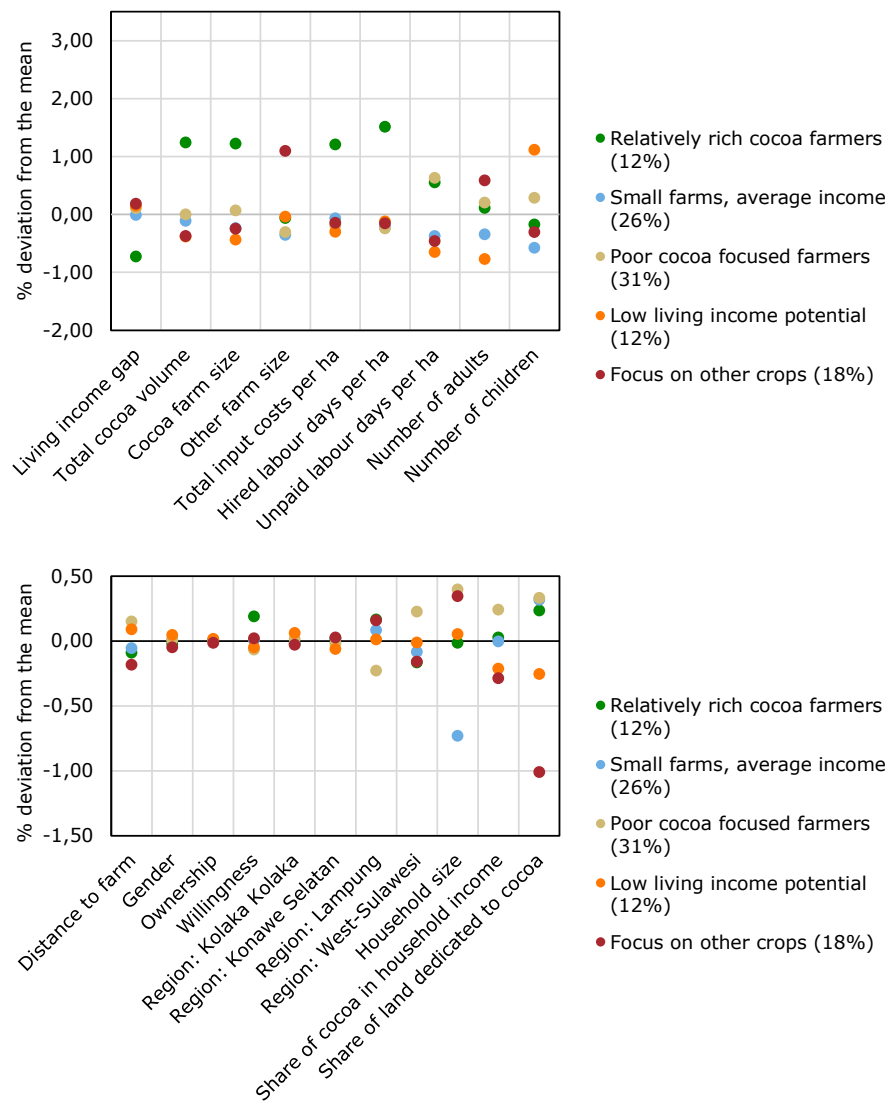 % deviation from the mean
3,00
2,00
1,00
0,00
-1,00
-2,00
Living income gap
Total cocoa volume
Cocoa farm size
Other farm size
Total input costs per ha
Hired labour days per ha
Unpaid labour days per ha
Number of adults
Number of children
Relatively rich cocoa farmers
(12%)
Small farms, average income
(26%)
Poor cocoa focused farmers
(31%)
Low living income potential
(12%)
Focus on other crops (18%)
% deviation from the mean
0,50
0,00
-0,50
-1,00
-1,50
Distance to farm
Gender
Ownership
Willingness
Region: Kolaka Kolaka
Region: Konawe Selatan
Region: Lampung
Region: West-Sulawesi
Household size
Share of cocoa in household income
Share of land dedicated to cocoa
Relatively rich cocoa farmers
(12%)
Small farms, average income
(26%)
Poor cocoa focused farmers
(31%)
Low living income potential
(12%)
Focus on other crops (18%)